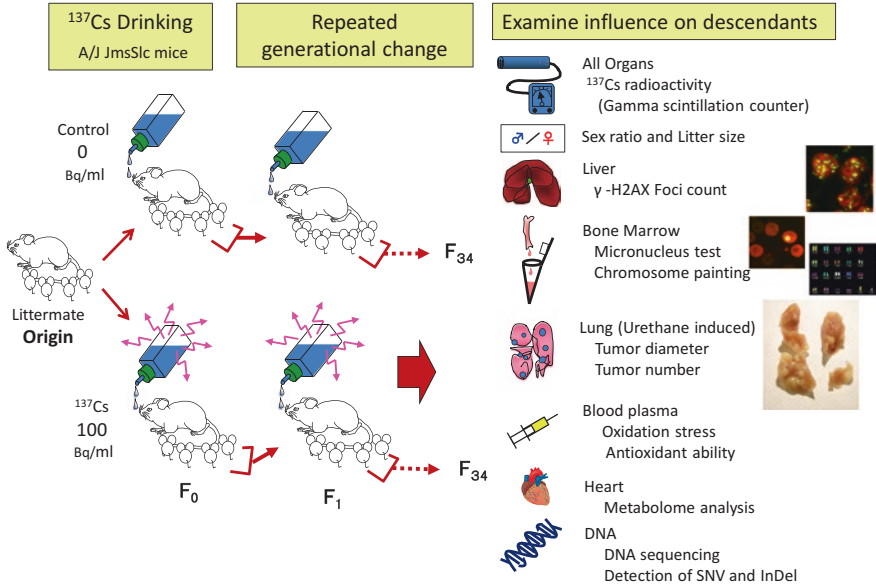 ¹³⁷Cs Drinking
A/J JmsSlc mice
Repeated
generational change
Examine influence on descendants
Control
0
Bq/ml
Littermate
Origin
¹³⁷Cs
100
Bq/ml
F₀
F₁
F₃₄
F₃₄
All Organs
¹³⁷Cs radioactivity
(Gamma scintillation counter)
♂/♀
Sex ratio and Litter size
Liver
γ -H2AX Foci count
Bone Marrow
Micronucleus test
Chromosome painting
Lung (Urethane induced)
Tumor diameter
Tumor number
Blood plasma
Oxidation stress
Antioxidant ability
Heart
Metabolome analysis
DNA
DNA sequencing
Detection of SNV and InDel